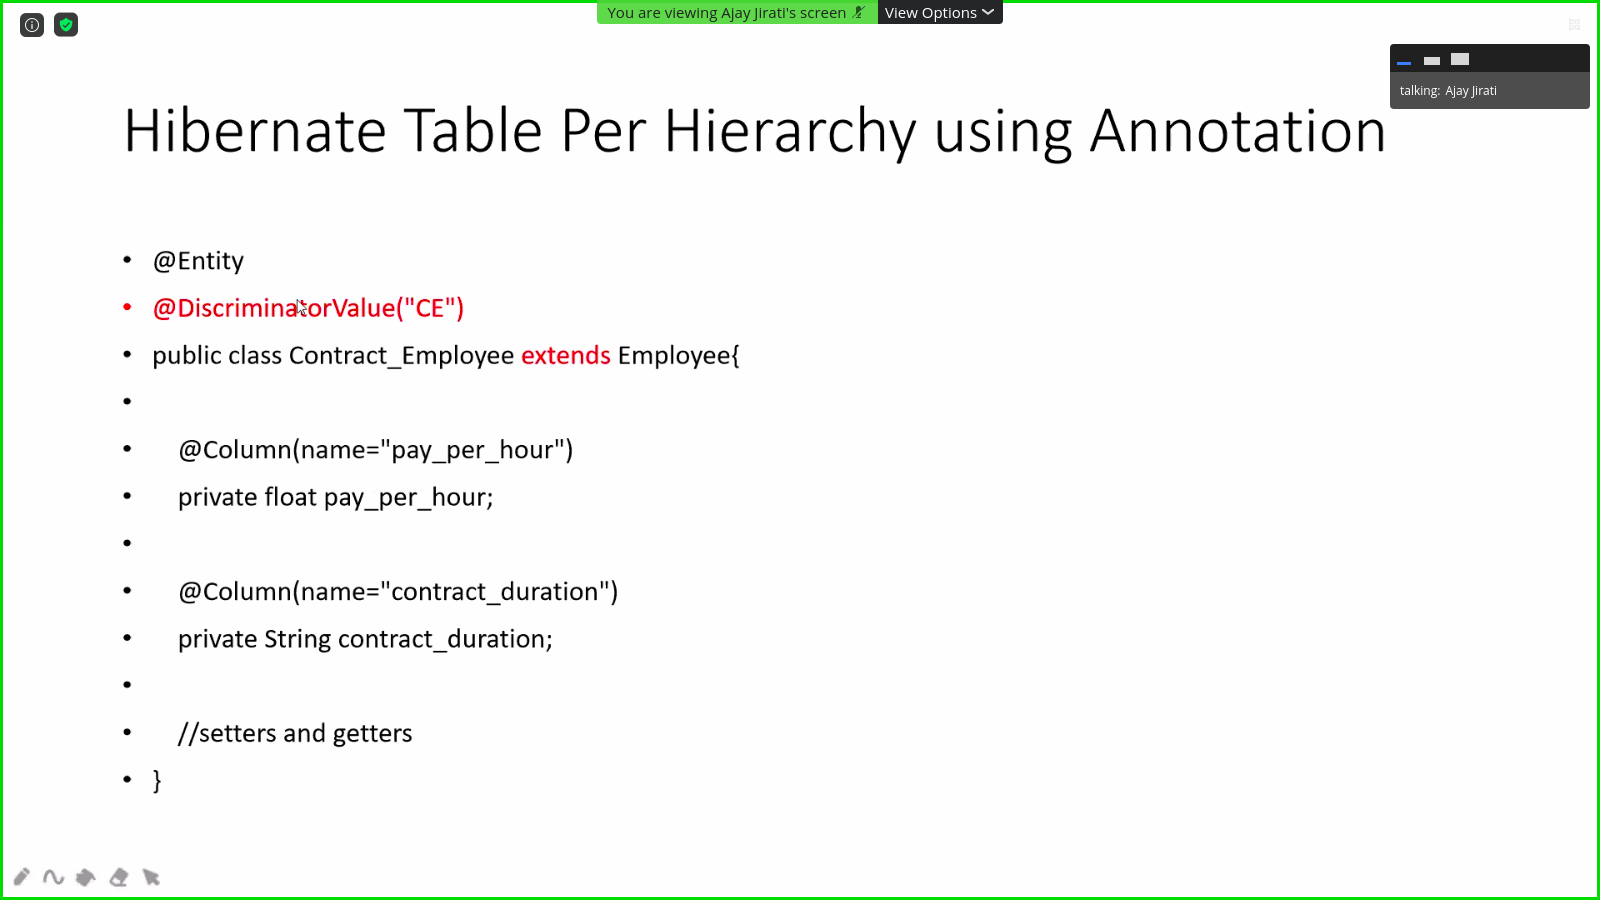 You are viewing Ajay Jirati's screen View Options
talking: Ajay Jirati
Hibernate Table Per Hierarchy using Annotation
• @Entity
• @DiscriminatorValue("CE")
• public class Contract_Employee extends Employee{
•
• @Column(name="pay_per_hour")
• private float pay_per_hour;
•
• @Column(name="contract_duration")
• private String contract_duration;
•
• //setters and getters
• }